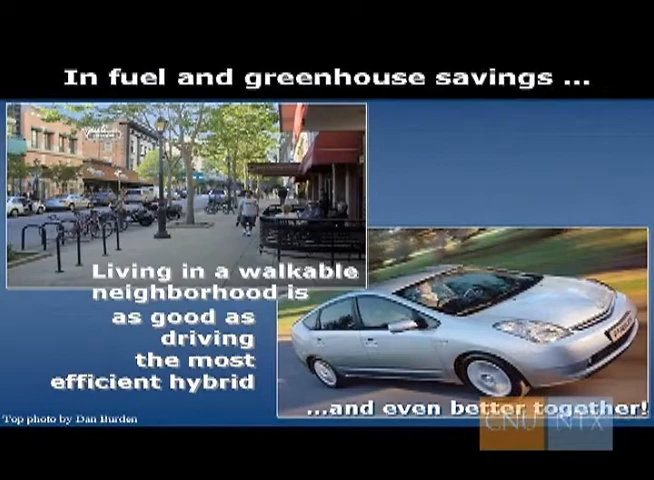 In fuel and greenhouse savings ...
Living in a walkable
neighborhood is
as good as
driving
the most
efficient hybrid
...and even better together!
Top photo by Dan Burden
CNU NTX